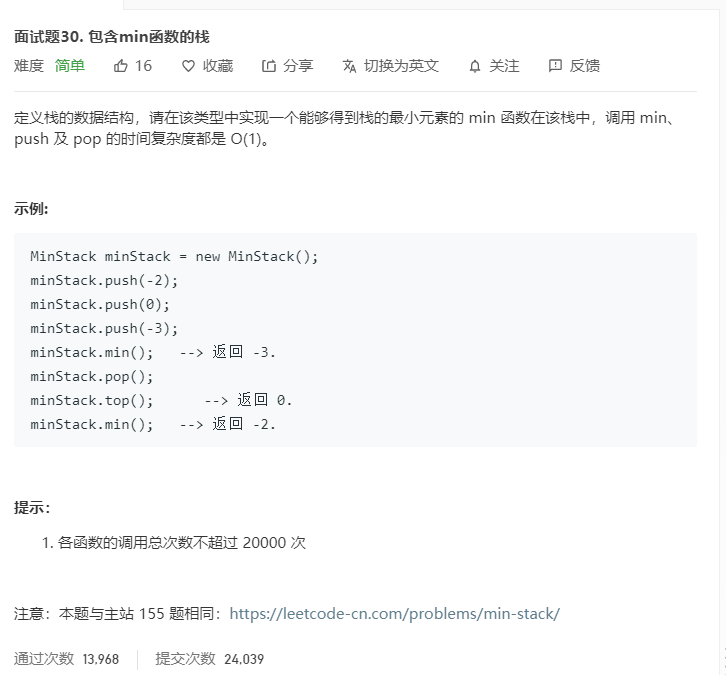 面试题30. 包含min函数的栈
难度 简单 16 收藏 分享 切换为英文 关注 反馈
定义栈的数据结构，请在该类型中实现一个能够得到栈的最小元素的 min 函数在该栈中，调用 min、
push 及 pop 的时间复杂度都是 O(1)。
示例:
MinStack minStack = new MinStack();
minStack.push(-2);
minStack.push(0);
minStack.push(-3);
minStack.min();   --> 返回 -3.
minStack.pop();
minStack.top();      --> 返回 0.
minStack.min();   --> 返回 -2.
提示：
1. 各函数的调用总次数不超过 20000 次
注意：本题与主站 155 题相同：https://leetcode-cn.com/problems/min-stack/
通过次数 13,968 提交次数 24,039